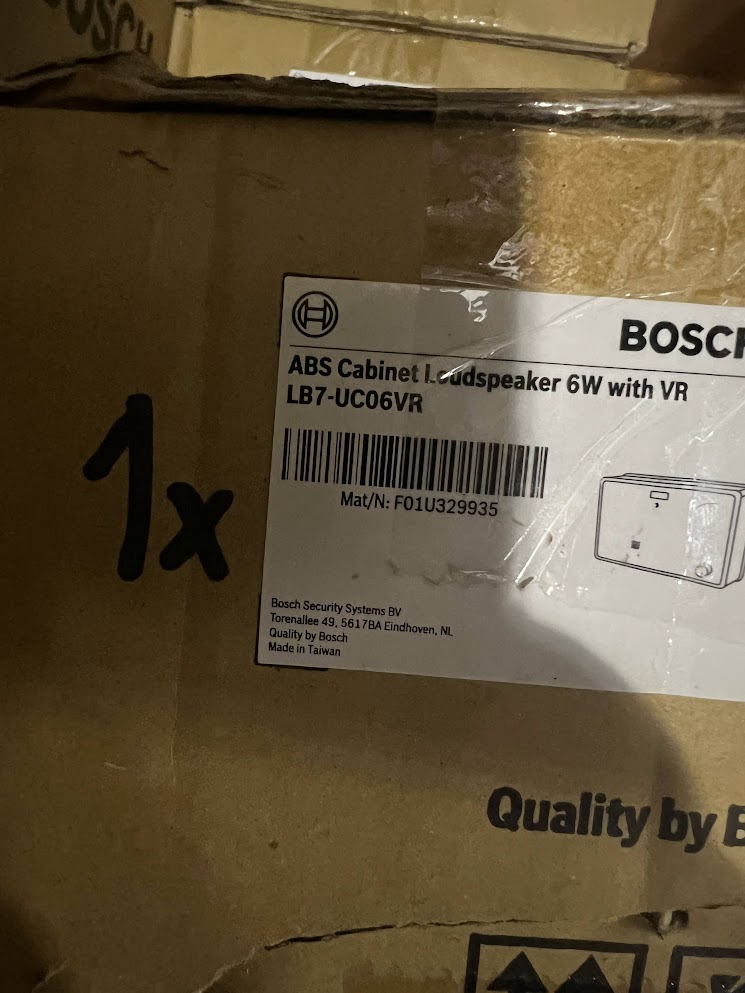 BOSCH
BOSCH
ABS Cabinet Loudspeaker 6W with VR
LB7-UC06VR
1x
Mat/N: F01U329935
Bosch Security Systems BV
Torenallee 49, 5617BA Eindhoven, NL
Quality by Bosch
Made in Taiwan
Quality by B